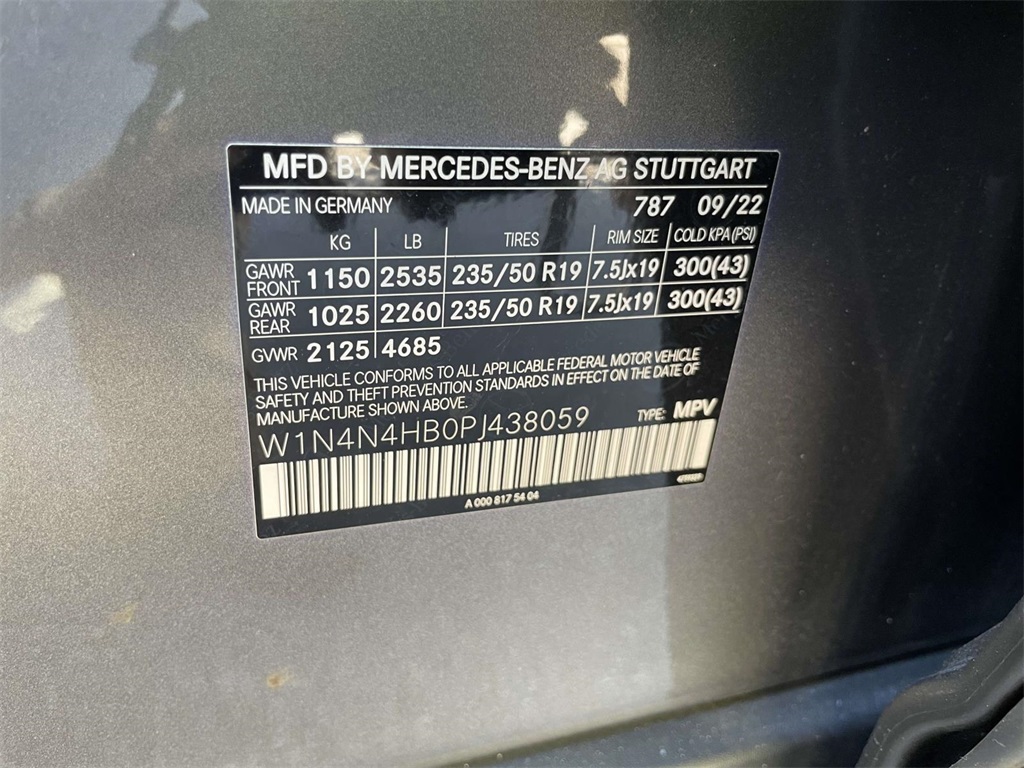 MFD BY MERCEDES-BENZ AG STUTTGART
MADE IN GERMANY 787 09/22
KG LB TIRES RIM SIZE COLD KPA (PSI)
GAWR FRONT 1150 2535 235/50 R19 7.5Jx19 300(43)
GAWR REAR 1025 2260 235/50 R19 7.5Jx19 300(43)
GVWR 2125 4685
THIS VEHICLE CONFORMS TO ALL APPLICABLE FEDERAL MOTOR VEHICLE
SAFETY AND THEFT PREVENTION STANDARDS IN EFFECT ON THE DATE OF
MANUFACTURE SHOWN ABOVE.
W1N4N4HB0PJ438059 TYPE: MPV
A 000 817 54 04